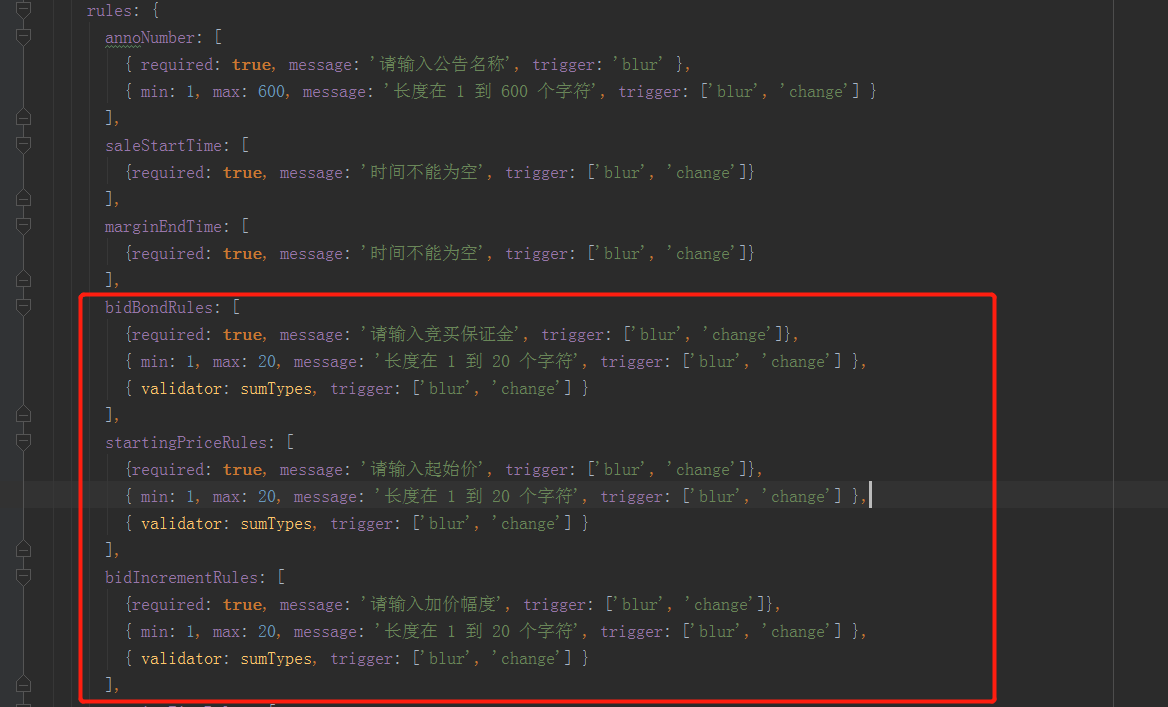 rules: {
annoNumber: [
{ required: true, message: '请输入公告名称', trigger: 'blur' },
{ min: 1, max: 600, message: '长度在 1 到 600 个字符', trigger: ['blur', 'change'] }
],
saleStartTime: [
{required: true, message: '时间不能为空', trigger: ['blur', 'change']}
],
marginEndTime: [
{required: true, message: '时间不能为空', trigger: ['blur', 'change']}
],
bidBondRules: [
{required: true, message: '请输入竞买保证金', trigger: ['blur', 'change']},
{ min: 1, max: 20, message: '长度在 1 到 20 个字符', trigger: ['blur', 'change'] },
{ validator: sumTypes, trigger: ['blur', 'change'] }
],
startingPriceRules: [
{required: true, message: '请输入起始价', trigger: ['blur', 'change']},
{ min: 1, max: 20, message: '长度在 1 到 20 个字符', trigger: ['blur', 'change'] },
{ validator: sumTypes, trigger: ['blur', 'change'] }
],
bidIncrementRules: [
{required: true, message: '请输入加价幅度', trigger: ['blur', 'change']},
{ min: 1, max: 20, message: '长度在 1 到 20 个字符', trigger: ['blur', 'change'] },
{ validator: sumTypes, trigger: ['blur', 'change'] }
],